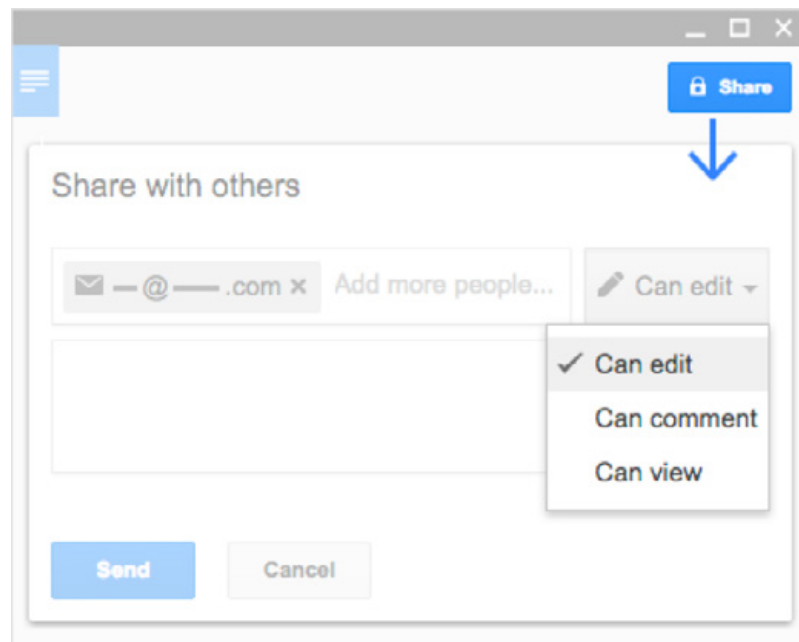 Share
Share with others
@ .com × Add more people... Can edit
Can edit
Can comment
Can view
Send Cancel